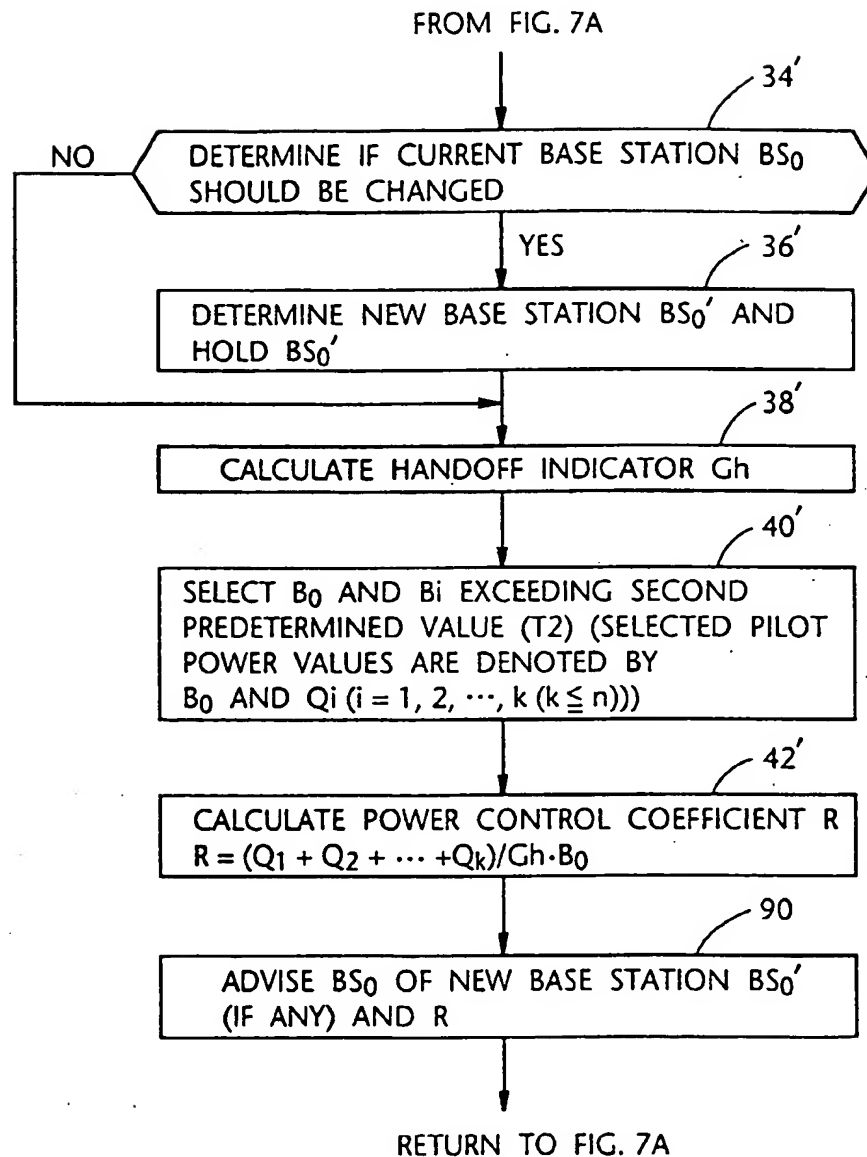 FROM FIG. 7A
34'
NO
DETERMINE IF CURRENT BASE STATION BS0
SHOULD BE CHANGED
YES
36'
DETERMINE NEW BASE STATION BS0' AND
HOLD BS0'
38'
CALCULATE HANDOFF INDICATOR Gh
40'
SELECT B0 AND Bi EXCEEDING SECOND
PREDETERMINED VALUE (T2) (SELECTED PILOT
POWER VALUES ARE DENOTED BY
B0 AND Qi (i = 1, 2, ···, k (k ≦ n)))
42'
CALCULATE POWER CONTROL COEFFICIENT R
R = (Q1 + Q2 + ··· +Qk)/Gh·B0
90
ADVISE BS0 OF NEW BASE STATION BS0'
(IF ANY) AND R
RETURN TO FIG. 7A